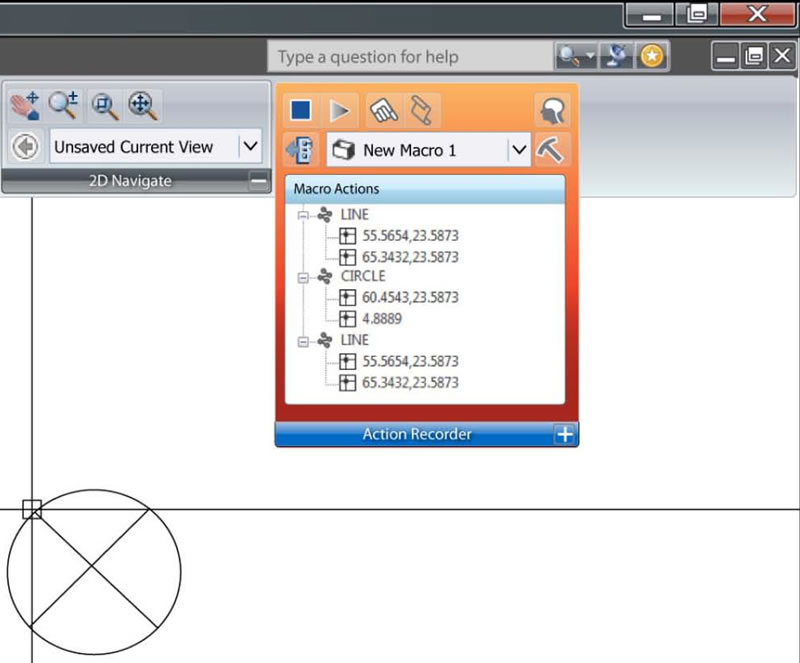 Type a question for help
Unsaved Current View
2D Navigate
New Macro 1
Macro Actions
LINE
55.5654,23.5873
65.3432,23.5873
CIRCLE
60.4543,23.5873
4.8889
LINE
55.5654,23.5873
65.3432,23.5873
Action Recorder